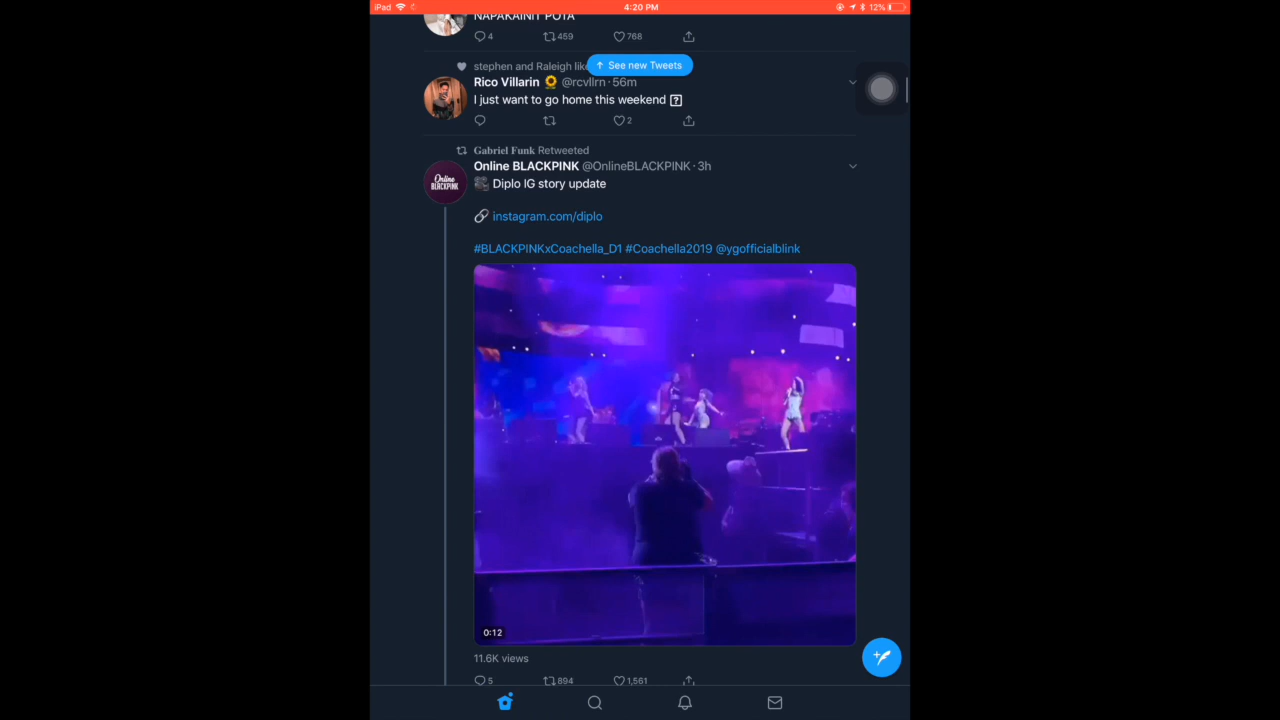 iPad 4:20 PM 12%
NAPAKAINIT POTA
4 459 768
stephen and Raleigh like
↑ See new Tweets
Rico Villarin 🌻 @rcvllrn · 56m
I just want to go home this weekend ?
2
Gabriel Funk Retweeted
Online BLACKPINK @OnlineBLACKPINK · 3h
Online
BLACKPINK
Diplo IG story update
🔗 instagram.com/diplo
#BLACKPINKxCoachella_D1 #Coachella2019 @ygofficialblink
0:12
11.6K views
5 894 1,561